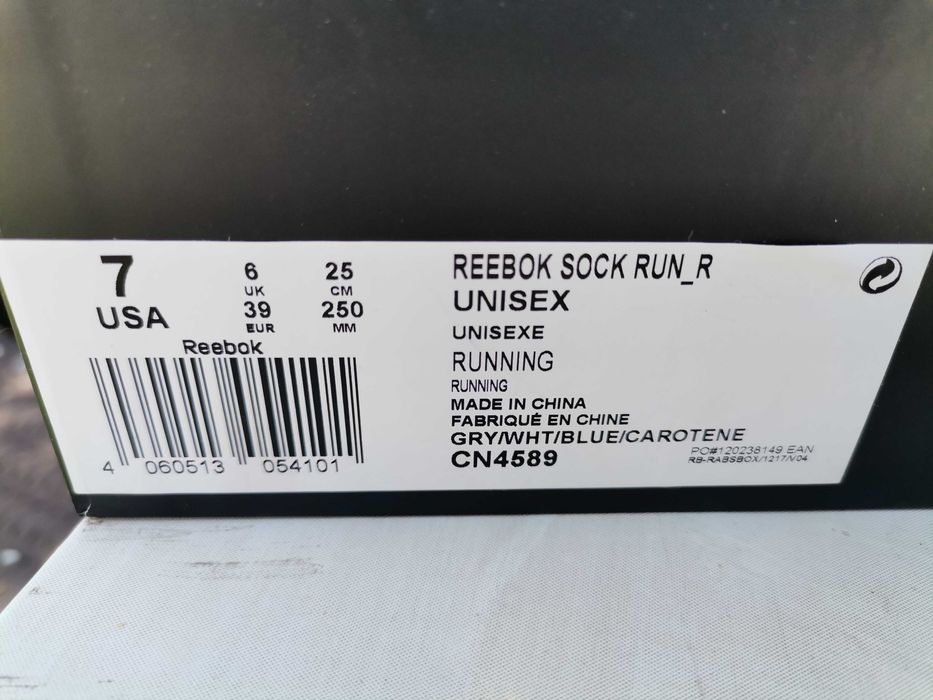 7
USA
6
UK
39
EUR
25
CM
250
MM
Reebok
4 060513 054101
REEBOK SOCK RUN_R
UNISEX
UNISEXE
RUNNING
RUNNING
MADE IN CHINA
FABRIQUÉ EN CHINE
GRY/WHT/BLUE/CAROTENE
CN4589
PO#120238149 EAN
RB-RABSBOX/1217/V04